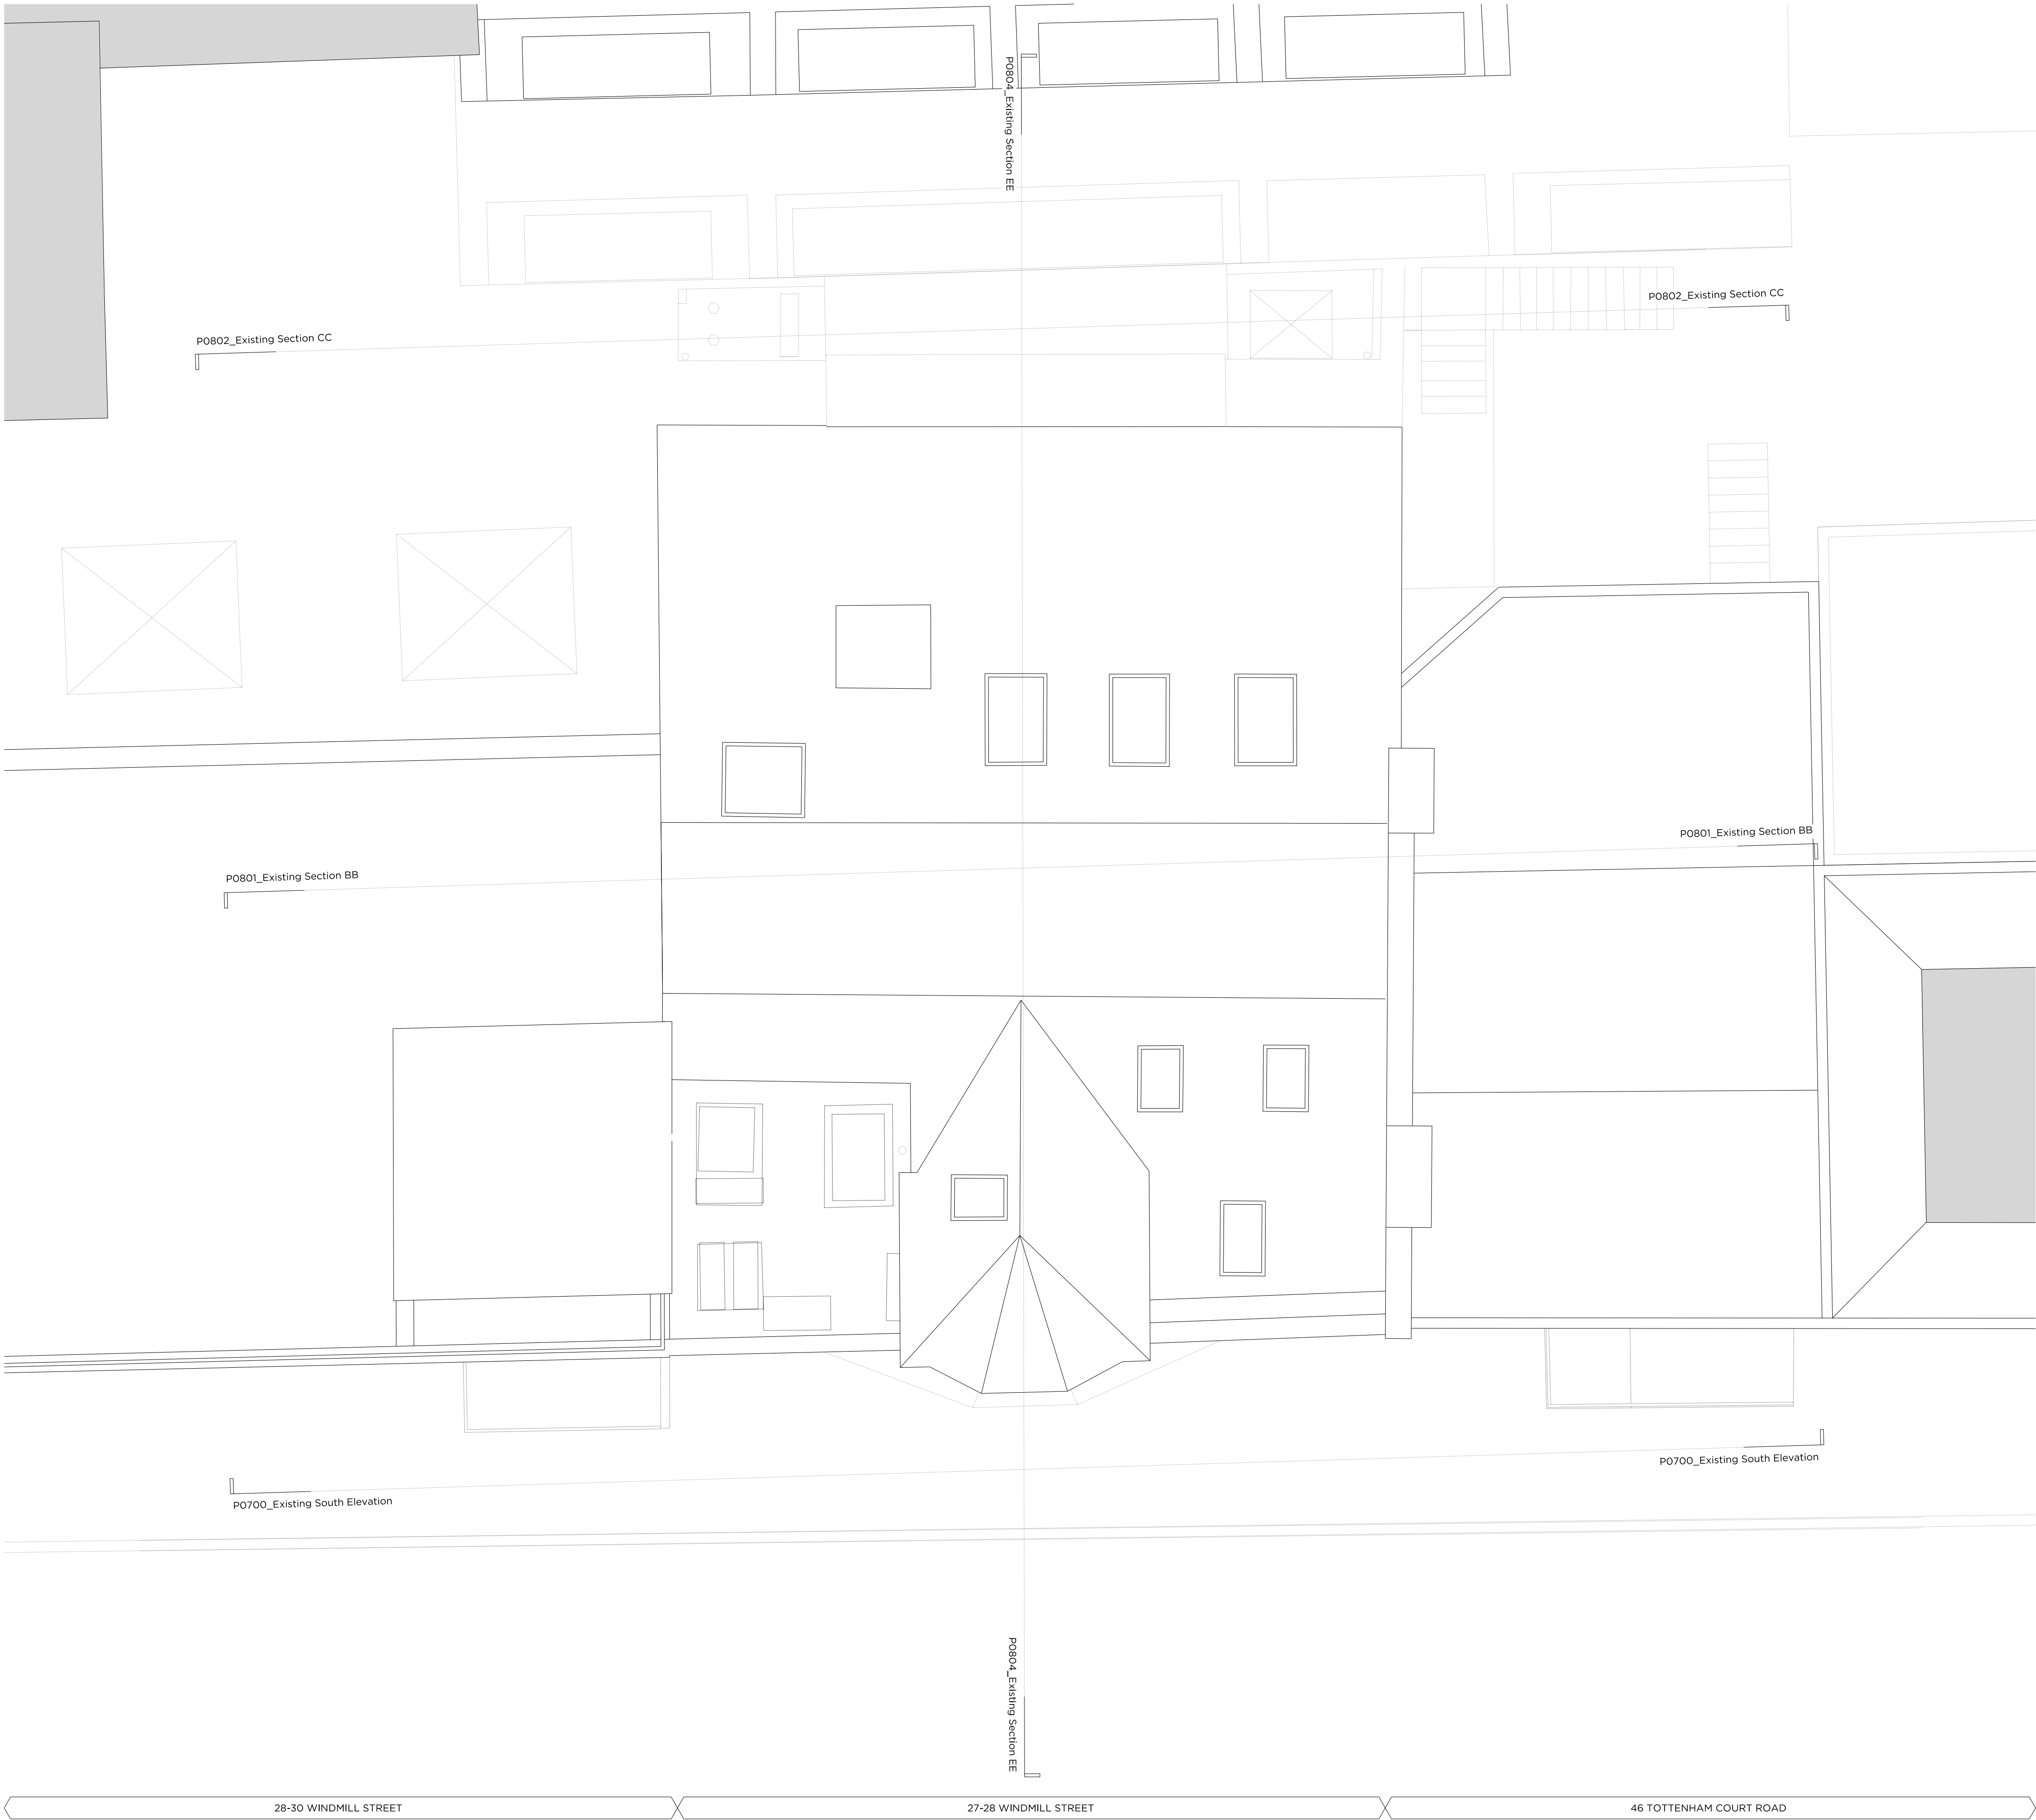 P0804_Existing Section EE
P0802_Existing Section CC
P0802_Existing Section CC
P0801_Existing Section BB
P0801_Existing Section BB
P0700_Existing South Elevation
P0700_Existing South Elevation
P0804_Existing Section EE
28-30 WINDMILL STREET
27-28 WINDMILL STREET
46 TOTTENHAM COURT ROAD